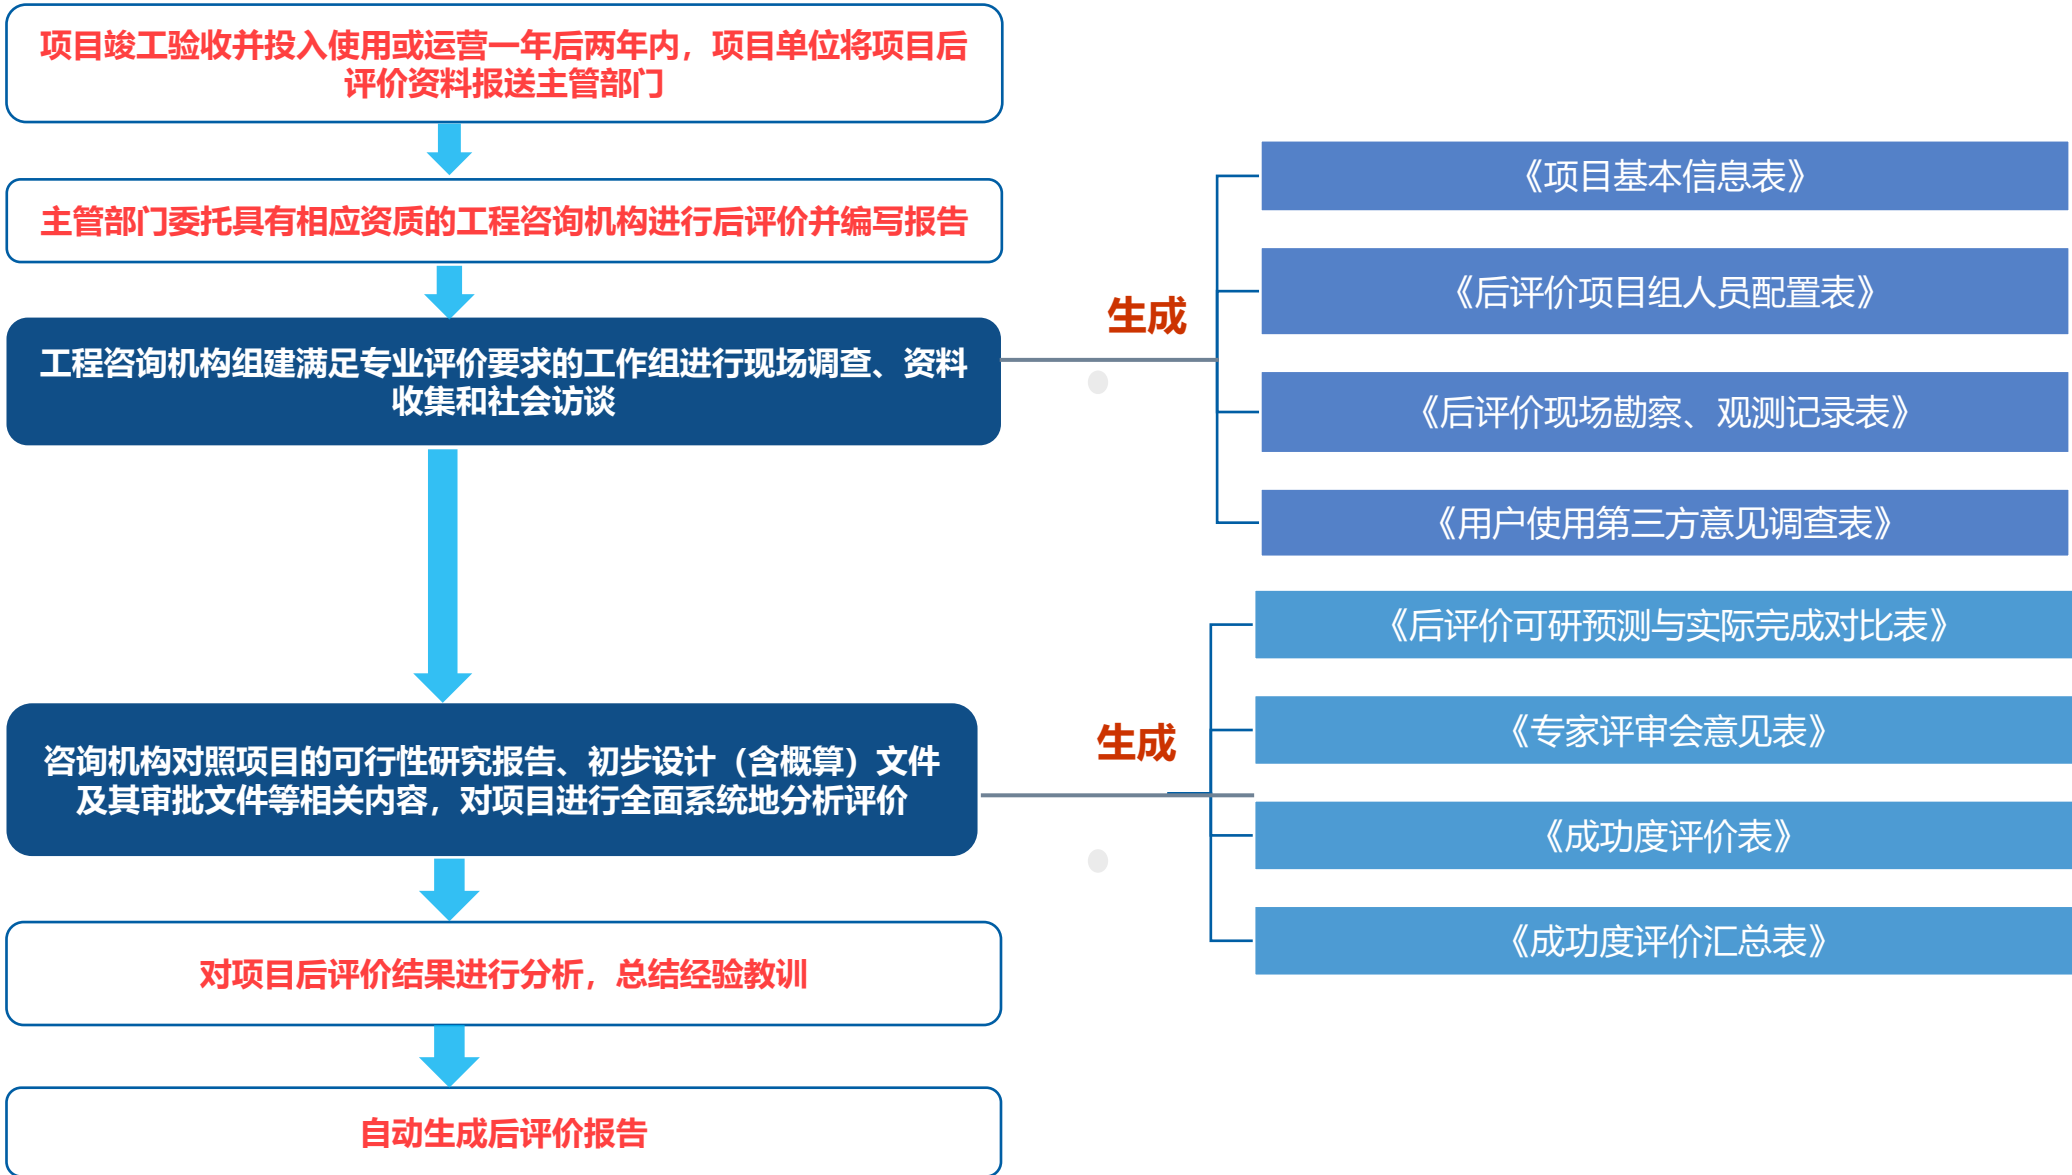 项目竣工验收并投入使用或运营一年后两年内，项目单位将项目后
评价资料报送主管部门
主管部门委托具有相应资质的工程咨询机构进行后评价并编写报告
工程咨询机构组建满足专业评价要求的工作组进行现场调查、资料
收集和社会访谈
生成
《项目基本信息表》
《后评价项目组人员配置表》
《后评价现场勘察、观测记录表》
《用户使用第三方意见调查表》
咨询机构对照项目的可行性研究报告、初步设计（含概算）文件
及其审批文件等相关内容，对项目进行全面系统地分析评价
生成
《后评价可研预测与实际完成对比表》
《专家评审会意见表》
《成功度评价表》
《成功度评价汇总表》
对项目后评价结果进行分析，总结经验教训
自动生成后评价报告